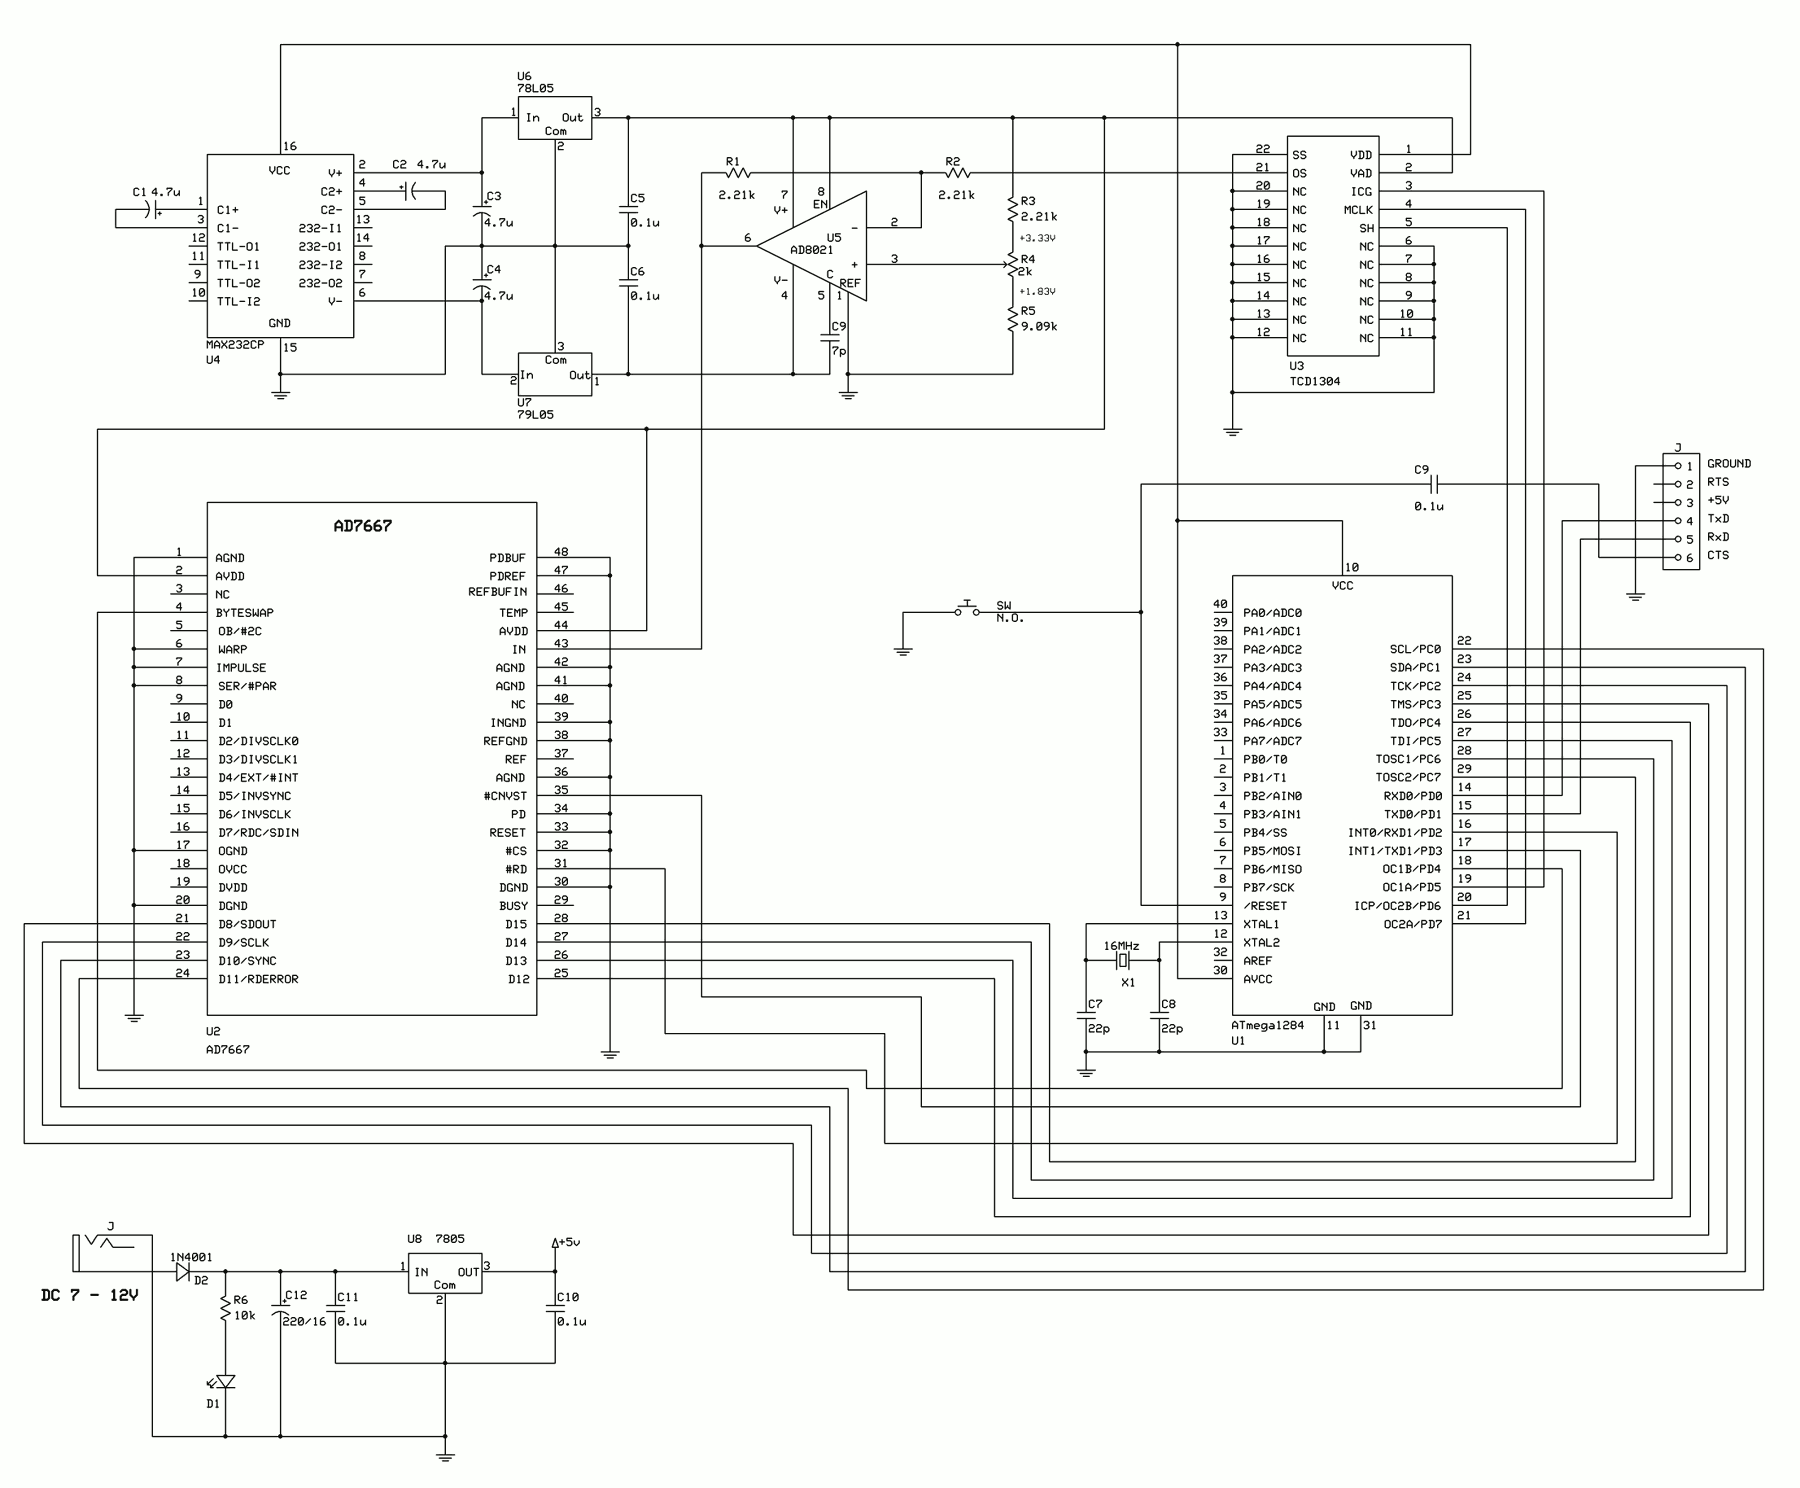 U6
78L05
1
In
Out
3
Com
2
16
VCC
C1 4.7u
+
1
C1+
3
C1-
12
TTL-O1
11
TTL-I1
9
TTL-O2
10
TTL-I2
2
V+
4
C2+
5
C2-
13
232-I1
14
232-O1
8
232-I2
7
232-O2
6
V-
GND
15
MAX232CP
U4
C2 4.7u
+
C3
+
4.7u
C4
+
4.7u
C5
0.1u
C6
0.1u
3
Com
2
In
Out
1
U7
79L05
R1
2.21k
R2
2.21k
7
V+
8
EN
2
-
U5
AD8021
6
+
3
V-
4
C
5
REF
1
C9
7p
R3
2.21k
+3.33V
R4
2k
+1.83V
R5
9.09k
22
SS
21
OS
20
NC
19
NC
18
NC
17
NC
16
NC
15
NC
14
NC
13
NC
12
NC
VDD
1
VAD
2
ICG
3
MCLK
4
SH
5
NC
6
NC
7
NC
8
NC
9
NC
10
NC
11
U3
TCD1304
J
1
GROUND
2
RTS
3
+5V
4
TxD
5
RxD
6
CTS
C9
0.1u
SW
N.O.
AD7667
1
AGND
2
AVDD
3
NC
4
BYTESWAP
5
OB/#2C
6
WARP
7
IMPULSE
8
SER/#PAR
9
D0
10
D1
11
D2/DIVSCLK0
12
D3/DIVSCLK1
13
D4/EXT/#INT
14
D5/INVSYNC
15
D6/INVSCLK
16
D7/RDC/SDIN
17
OGND
18
OVCC
19
DVDD
20
DGND
21
D8/SDOUT
22
D9/SCLK
23
D10/SYNC
24
D11/RDERROR
PDBUF
48
PDREF
47
REFBUFIN
46
TEMP
45
AVDD
44
IN
43
AGND
42
AGND
41
NC
40
INGND
39
REFGND
38
REF
37
AGND
36
#CNVST
35
PD
34
RESET
33
#CS
32
#RD
31
DGND
30
BUSY
29
D15
28
D14
27
D13
26
D12
25
U2
AD7667
10
VCC
40
PA0/ADC0
39
PA1/ADC1
38
PA2/ADC2
37
PA3/ADC3
36
PA4/ADC4
35
PA5/ADC5
34
PA6/ADC6
33
PA7/ADC7
1
PB0/T0
2
PB1/T1
3
PB2/AIN0
4
PB3/AIN1
5
PB4/SS
6
PB5/MOSI
7
PB6/MISO
8
PB7/SCK
9
/RESET
13
XTAL1
12
XTAL2
32
AREF
30
AVCC
SCL/PC0
22
SDA/PC1
23
TCK/PC2
24
TMS/PC3
25
TDO/PC4
26
TDI/PC5
27
TOSC1/PC6
28
TOSC2/PC7
29
RXD0/PD0
14
TXD0/PD1
15
INT0/RXD1/PD2
16
INT1/TXD1/PD3
17
OC1B/PD4
18
OC1A/PD5
19
ICP/OC2B/PD6
20
OC2A/PD7
21
GND
GND
11
31
ATmega1284
U1
16MHz
X1
C7
22p
C8
22p
J
DC 7 - 12V
1N4001
D2
R6
10k
D1
C12
+
220/16
C11
0.1u
U8 7805
1
IN
OUT
3
Com
2
+5v
C10
0.1u